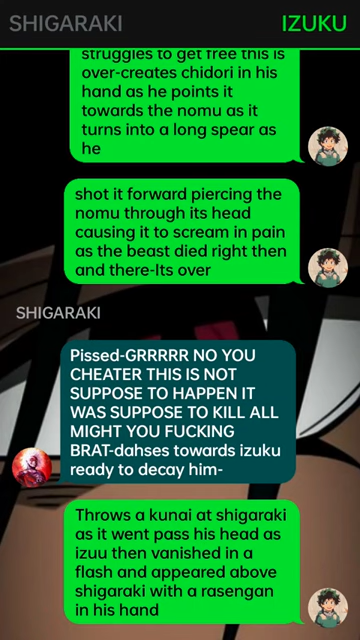 SHIGARAKI
IZUKU
struggles to get free this is
over-creates chidori in his
hand as he points it
towards the nomu as it
turns into a long spear as
he
shot it forward piercing the
nomu through its head
causing it to scream in pain
as the beast died right then
and there-Its over
SHIGARAKI
Pissed-GRRRRR NO YOU
CHEATER THIS IS NOT
SUPPOSE TO HAPPEN IT
WAS SUPPOSE TO KILL ALL
MIGHT YOU FUCKING
BRAT-dahses towards izuku
ready to decay him-
Throws a kunai at shigaraki
as it went pass his head as
izuu then vanished in a
flash and appeared above
shigaraki with a rasengan
in his hand